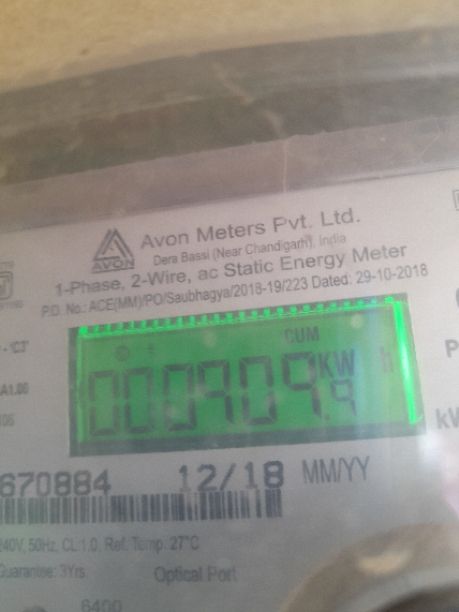 Avon Meters Pvt. Ltd.
AVON
Dera Bassi (Near Chandigarh), India
1-Phase, 2-Wire, ac Static Energy Meter
P.O. No.: ACE(MM)/PO/Saubhagya/2018-19/223 Dated: 29-10-2018
CUM
000909.9 KW h
670884 12/18 MM/YY
240V, 50Hz, CL:1.0, Ref. Temp. 27°C
Guarantee: 3Yrs. Optical Port
6400